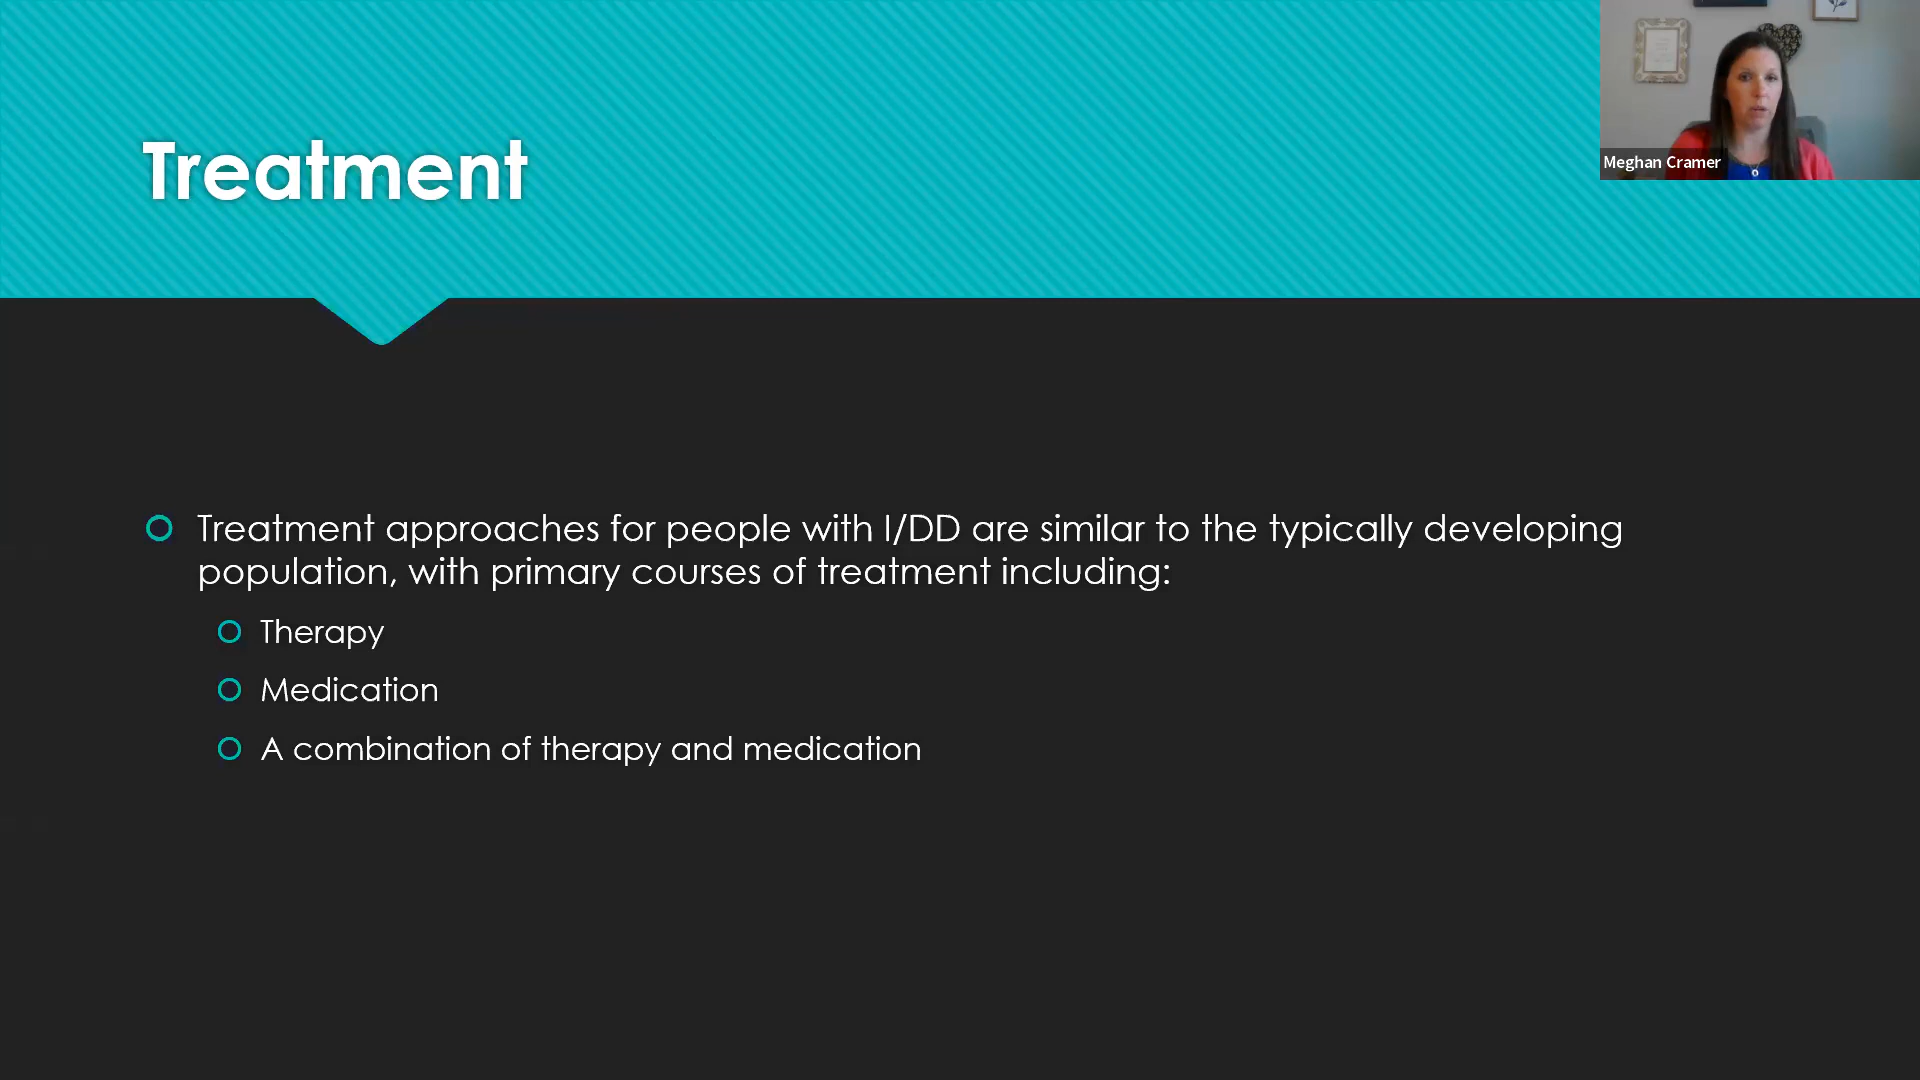 Treatment
Meghan Cramer
Treatment approaches for people with I/DD are similar to the typically developing
population, with primary courses of treatment including:
Therapy
Medication
A combination of therapy and medication